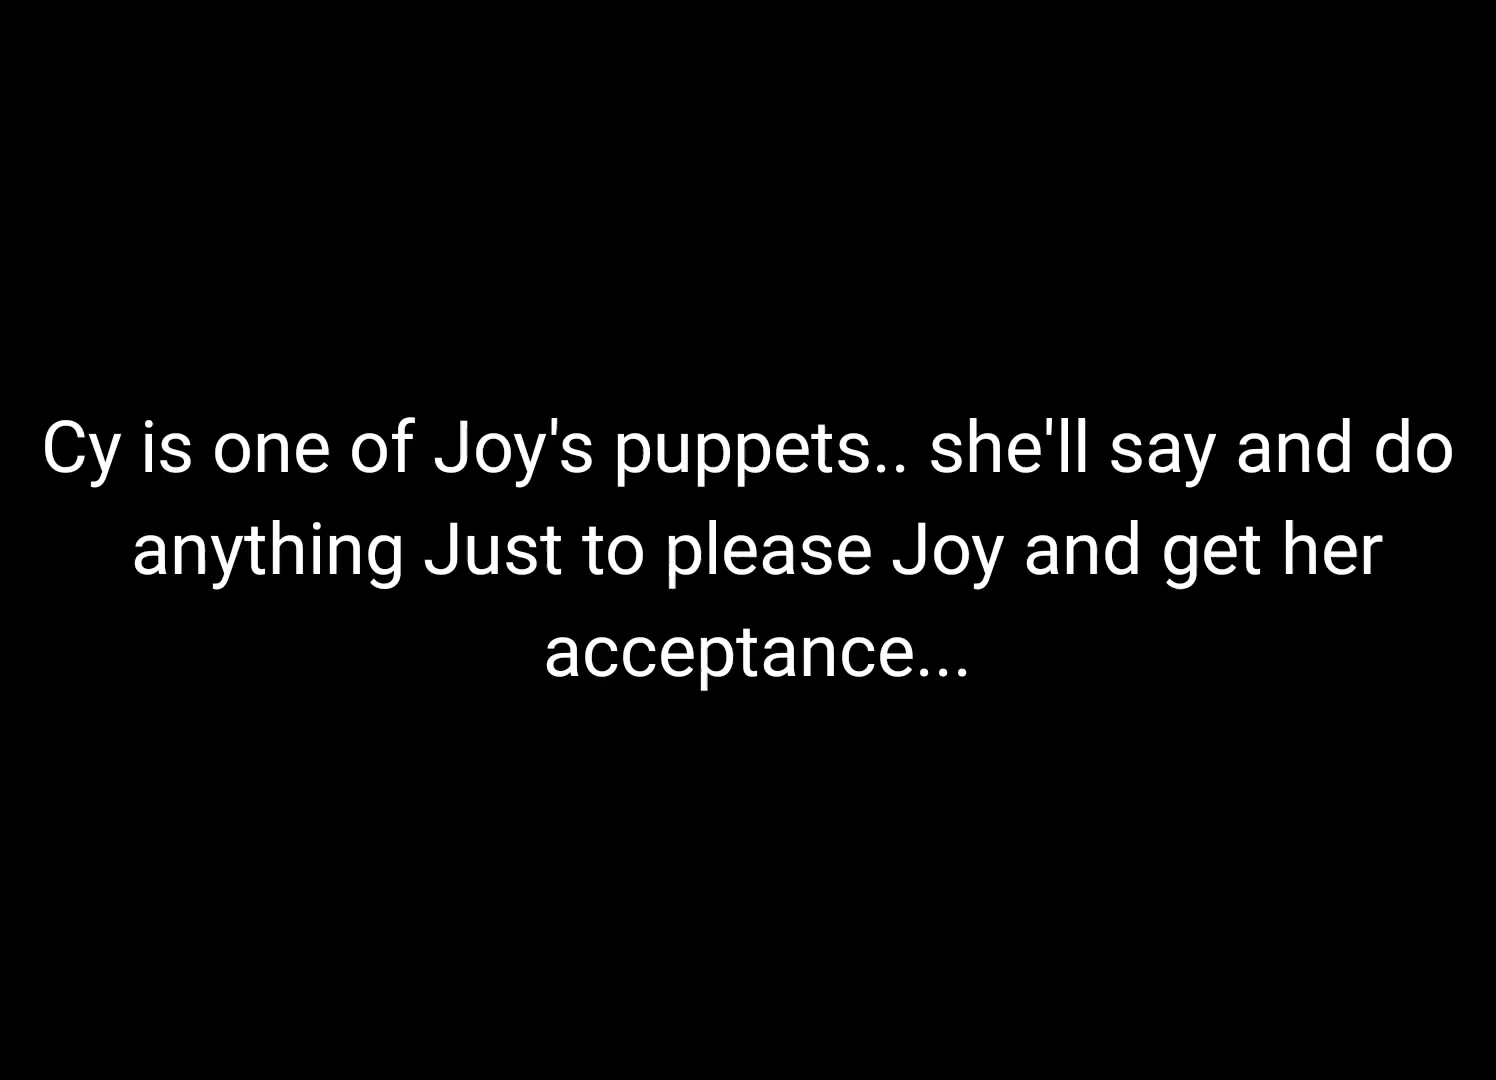 Cy is one of Joy's puppets.. she'll say and do
anything Just to please Joy and get her
acceptance...